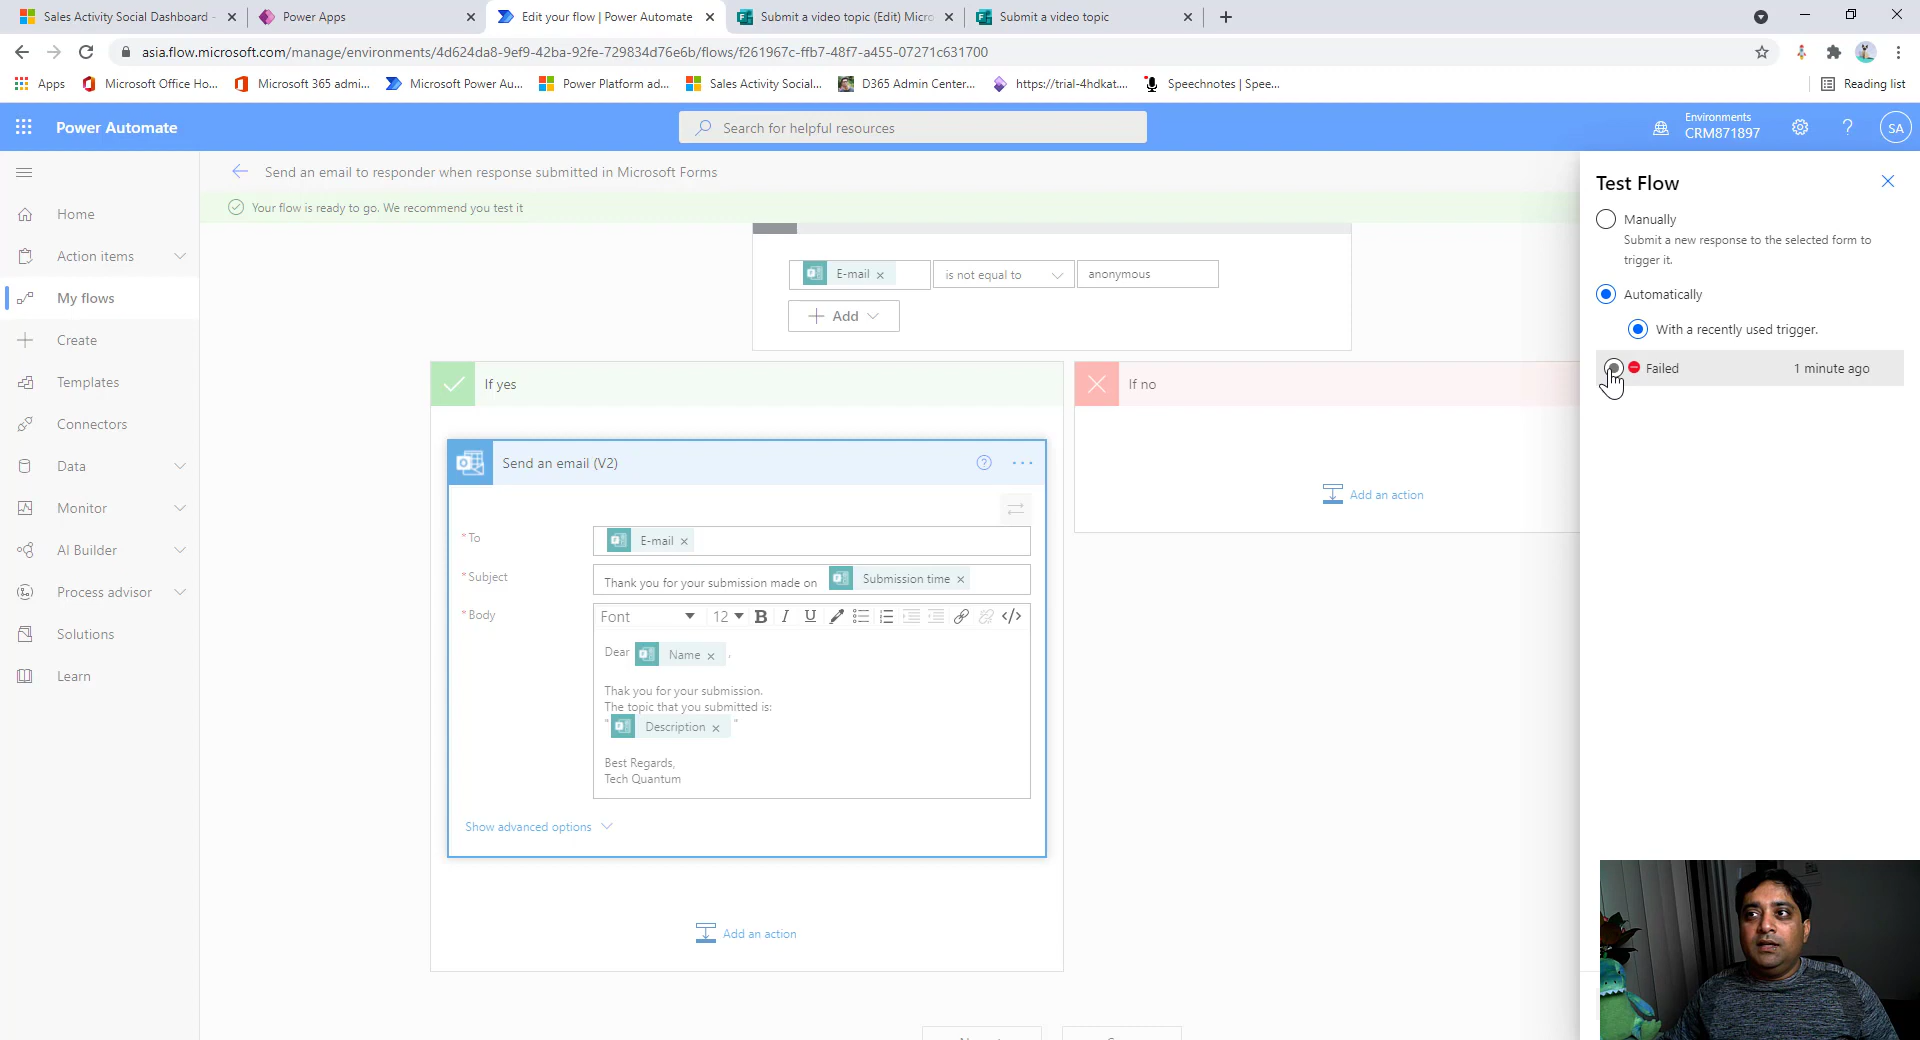 Sales Activity Social Dashboard -
Power Apps
Edit your flow | Power Automate
Submit a video topic (Edit) Micro
Submit a video topic
asia.flow.microsoft.com/manage/environments/4d624da8-9ef9-42ba-92fe-729834d76e6b/flows/f261967c-ffb7-48f7-a455-07271c631700
Apps
Microsoft Office Ho...
Microsoft 365 admi...
Microsoft Power Au...
Power Platform ad...
Sales Activity Social...
D365 Admin Center...
https://trial-4hdkat....
Speechnotes | Spee...
Reading list
Power Automate
Search for helpful resources
Environments
CRM871897
SA
Home
Action items
My flows
Create
Templates
Connectors
Data
Monitor
AI Builder
Process advisor
Solutions
Learn
Send an email to responder when response submitted in Microsoft Forms
Your flow is ready to go. We recommend you test it
E-mail
is not equal to
anonymous
Add
If yes
If no
Send an email (V2)
*To
E-mail
*Subject
Thank you for your submission made on Submission time
*Body
Font
12
B I U
Dear Name ,
Thak you for your submission.
The topic that you submitted is:
" Description "
Best Regards,
Tech Quantum
Show advanced options
Add an action
Add an action
Test Flow
Manually
Submit a new response to the selected form to
trigger it.
Automatically
With a recently used trigger.
Failed
1 minute ago